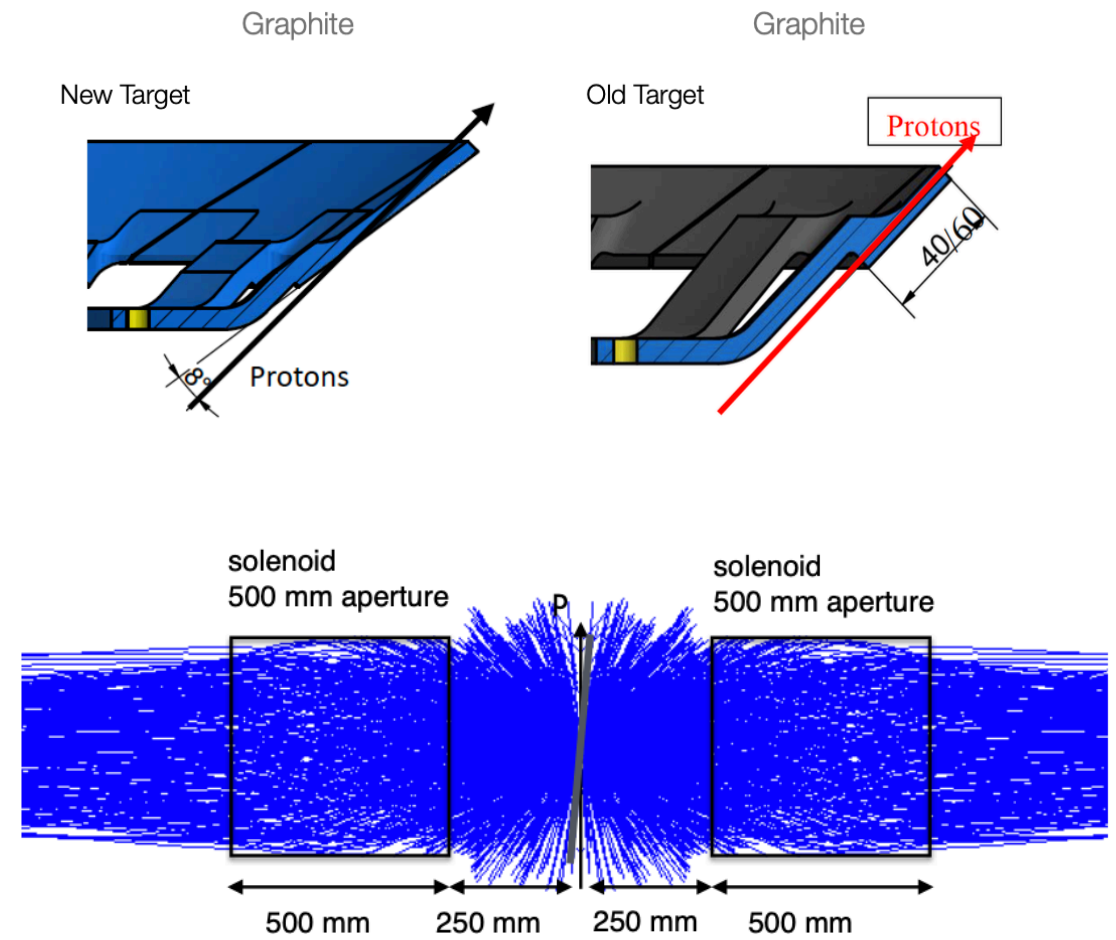 Graphite
Graphite
New Target
Old Target
Protons
40/60
8°
Protons
solenoid
500 mm aperture
P
solenoid
500 mm aperture
500 mm
250 mm
250 mm
500 mm